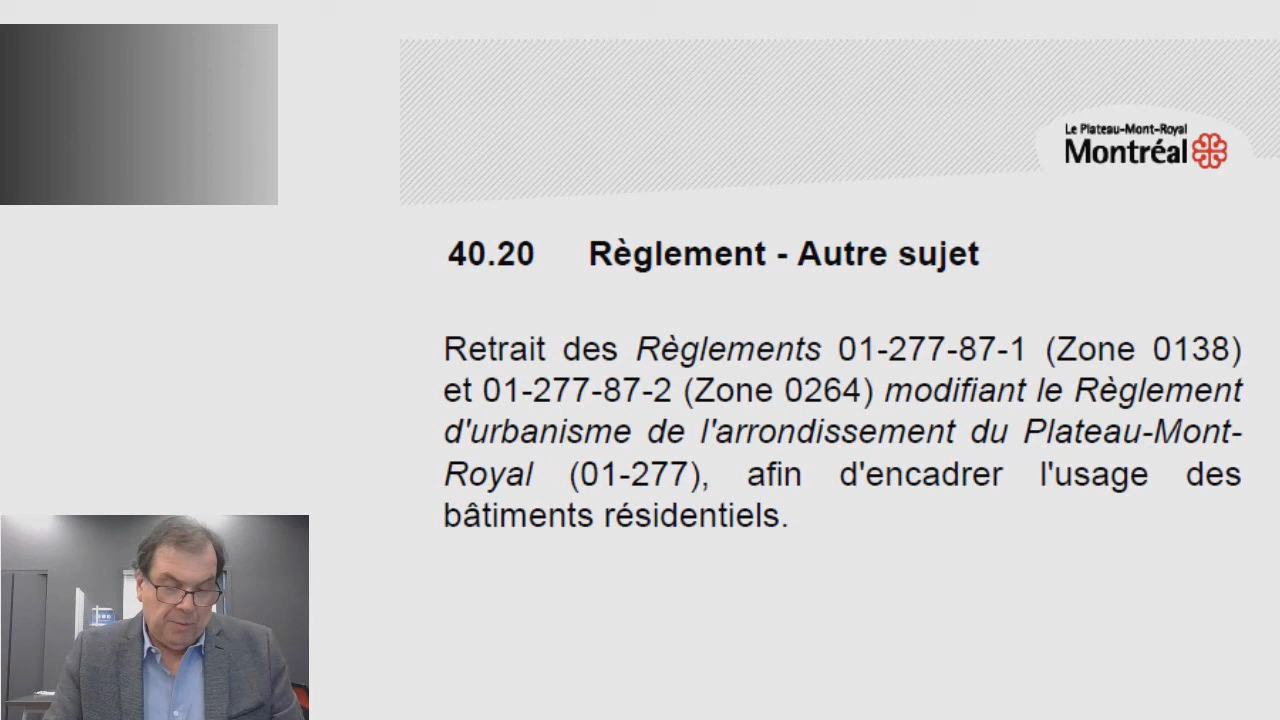 Le Plateau-Mont-Royal
Montréal
40.20 Règlement - Autre sujet
Retrait des Règlements 01-277-87-1 (Zone 0138)
et 01-277-87-2 (Zone 0264) modifiant le Règlement
d'urbanisme de l'arrondissement du Plateau-Mont-
Royal (01-277), afin d'encadrer l'usage des
bâtiments résidentiels.